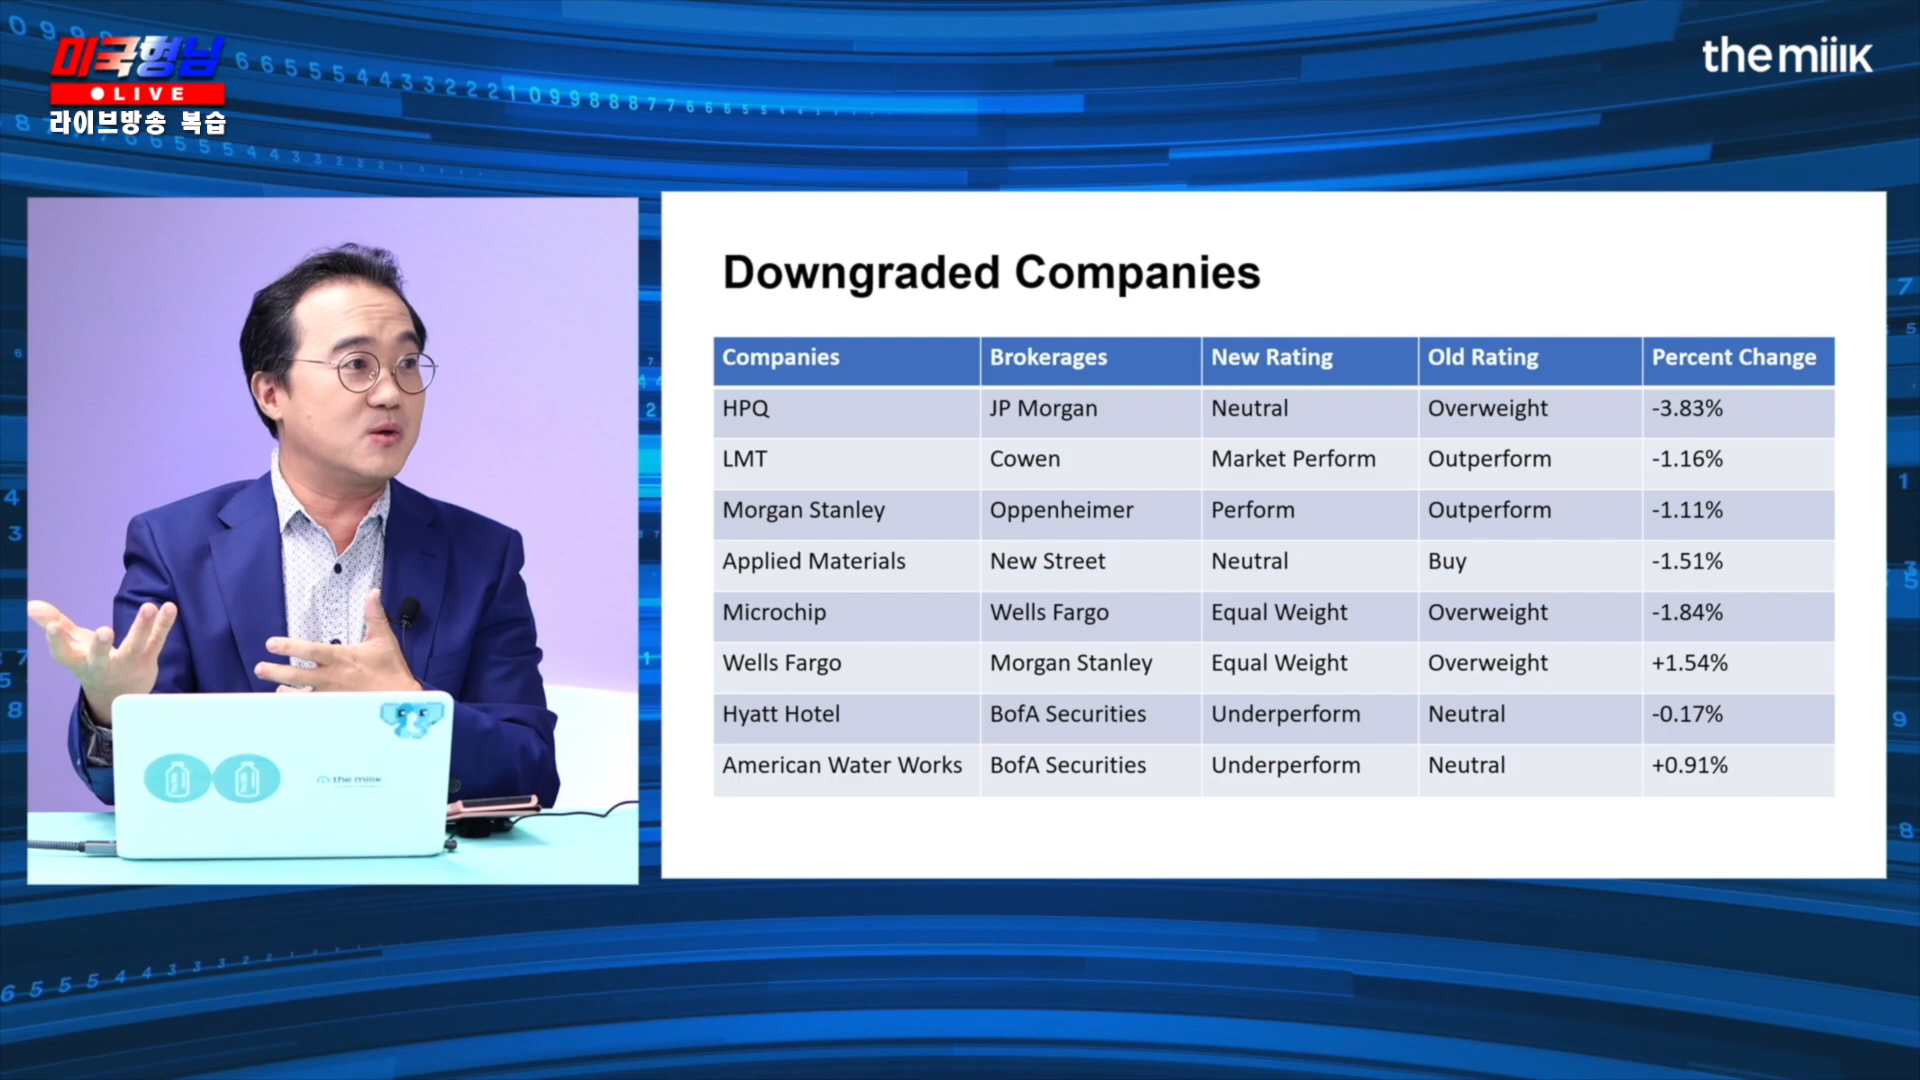 미국형님
LIVE
라이브방송 복습
the miiik
Downgraded Companies
Companies Brokerages New Rating Old Rating Percent Change
HPQ JP Morgan Neutral Overweight -3.83%
LMT Cowen Market Perform Outperform -1.16%
Morgan Stanley Oppenheimer Perform Outperform -1.11%
Applied Materials New Street Neutral Buy -1.51%
Microchip Wells Fargo Equal Weight Overweight -1.84%
Wells Fargo Morgan Stanley Equal Weight Overweight +1.54%
Hyatt Hotel BofA Securities Underperform Neutral -0.17%
American Water Works BofA Securities Underperform Neutral +0.91%
the miiik